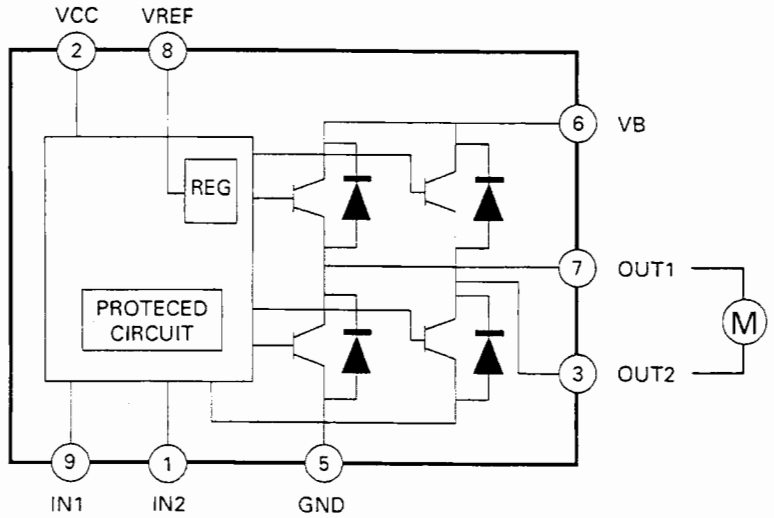 VCC VREF
2 8
6 VB
REG
7 OUT1
PROTECED
CIRCUIT
M
3 OUT2
9 1 5
IN1 IN2 GND